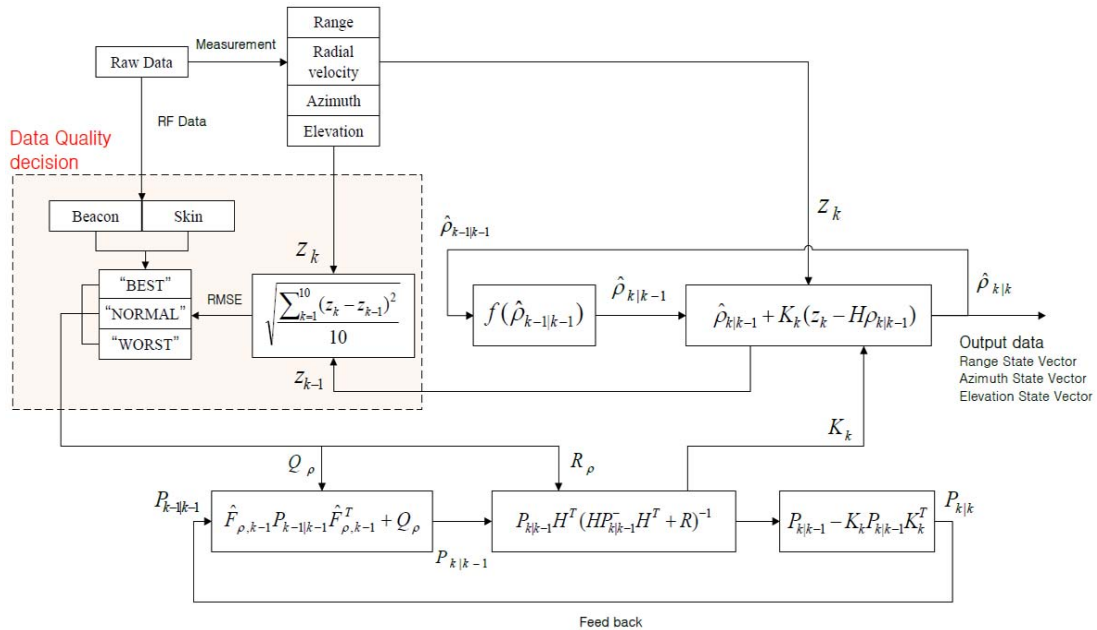 Range
Measurement
Raw Data
Radial
velocity
Azimuth
RF Data
Elevation
Data Quality
decision
Beacon
Skin
z_k
z_k
ρ̂_{k-1|k-1}
"BEST"
"NORMAL"
"WORST"
RMSE
√(∑_{k=1}^{10}(z_k − z_{k-1})² / 10)
z_{k-1}
f(ρ̂_{k-1|k-1})
ρ̂_{k|k-1}
ρ̂_{k|k-1} + K_k(z_k − Hρ_{k|k-1})
ρ̂_{k|k}
Output data
Range State Vector
Azimuth State Vector
Elevation State Vector
K_k
Q_ρ
R_ρ
P_{k-1|k-1}
F̂_{ρ,k-1}P_{k-1|k-1}F̂^T_{ρ,k-1} + Q_ρ
P_{k|k-1}
P_{k|k-1}H^T(HP^-_{k|k-1}H^T + R)^{-1}
P_{k|k-1} − K_kP_{k|k-1}K_k^T
P_{k|k}
Feed back